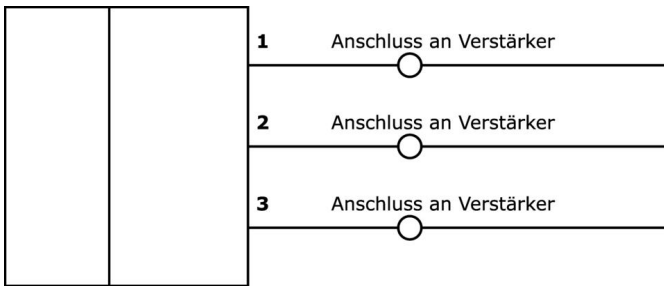 1 Anschluss an Verstärker
2 Anschluss an Verstärker
3 Anschluss an Verstärker